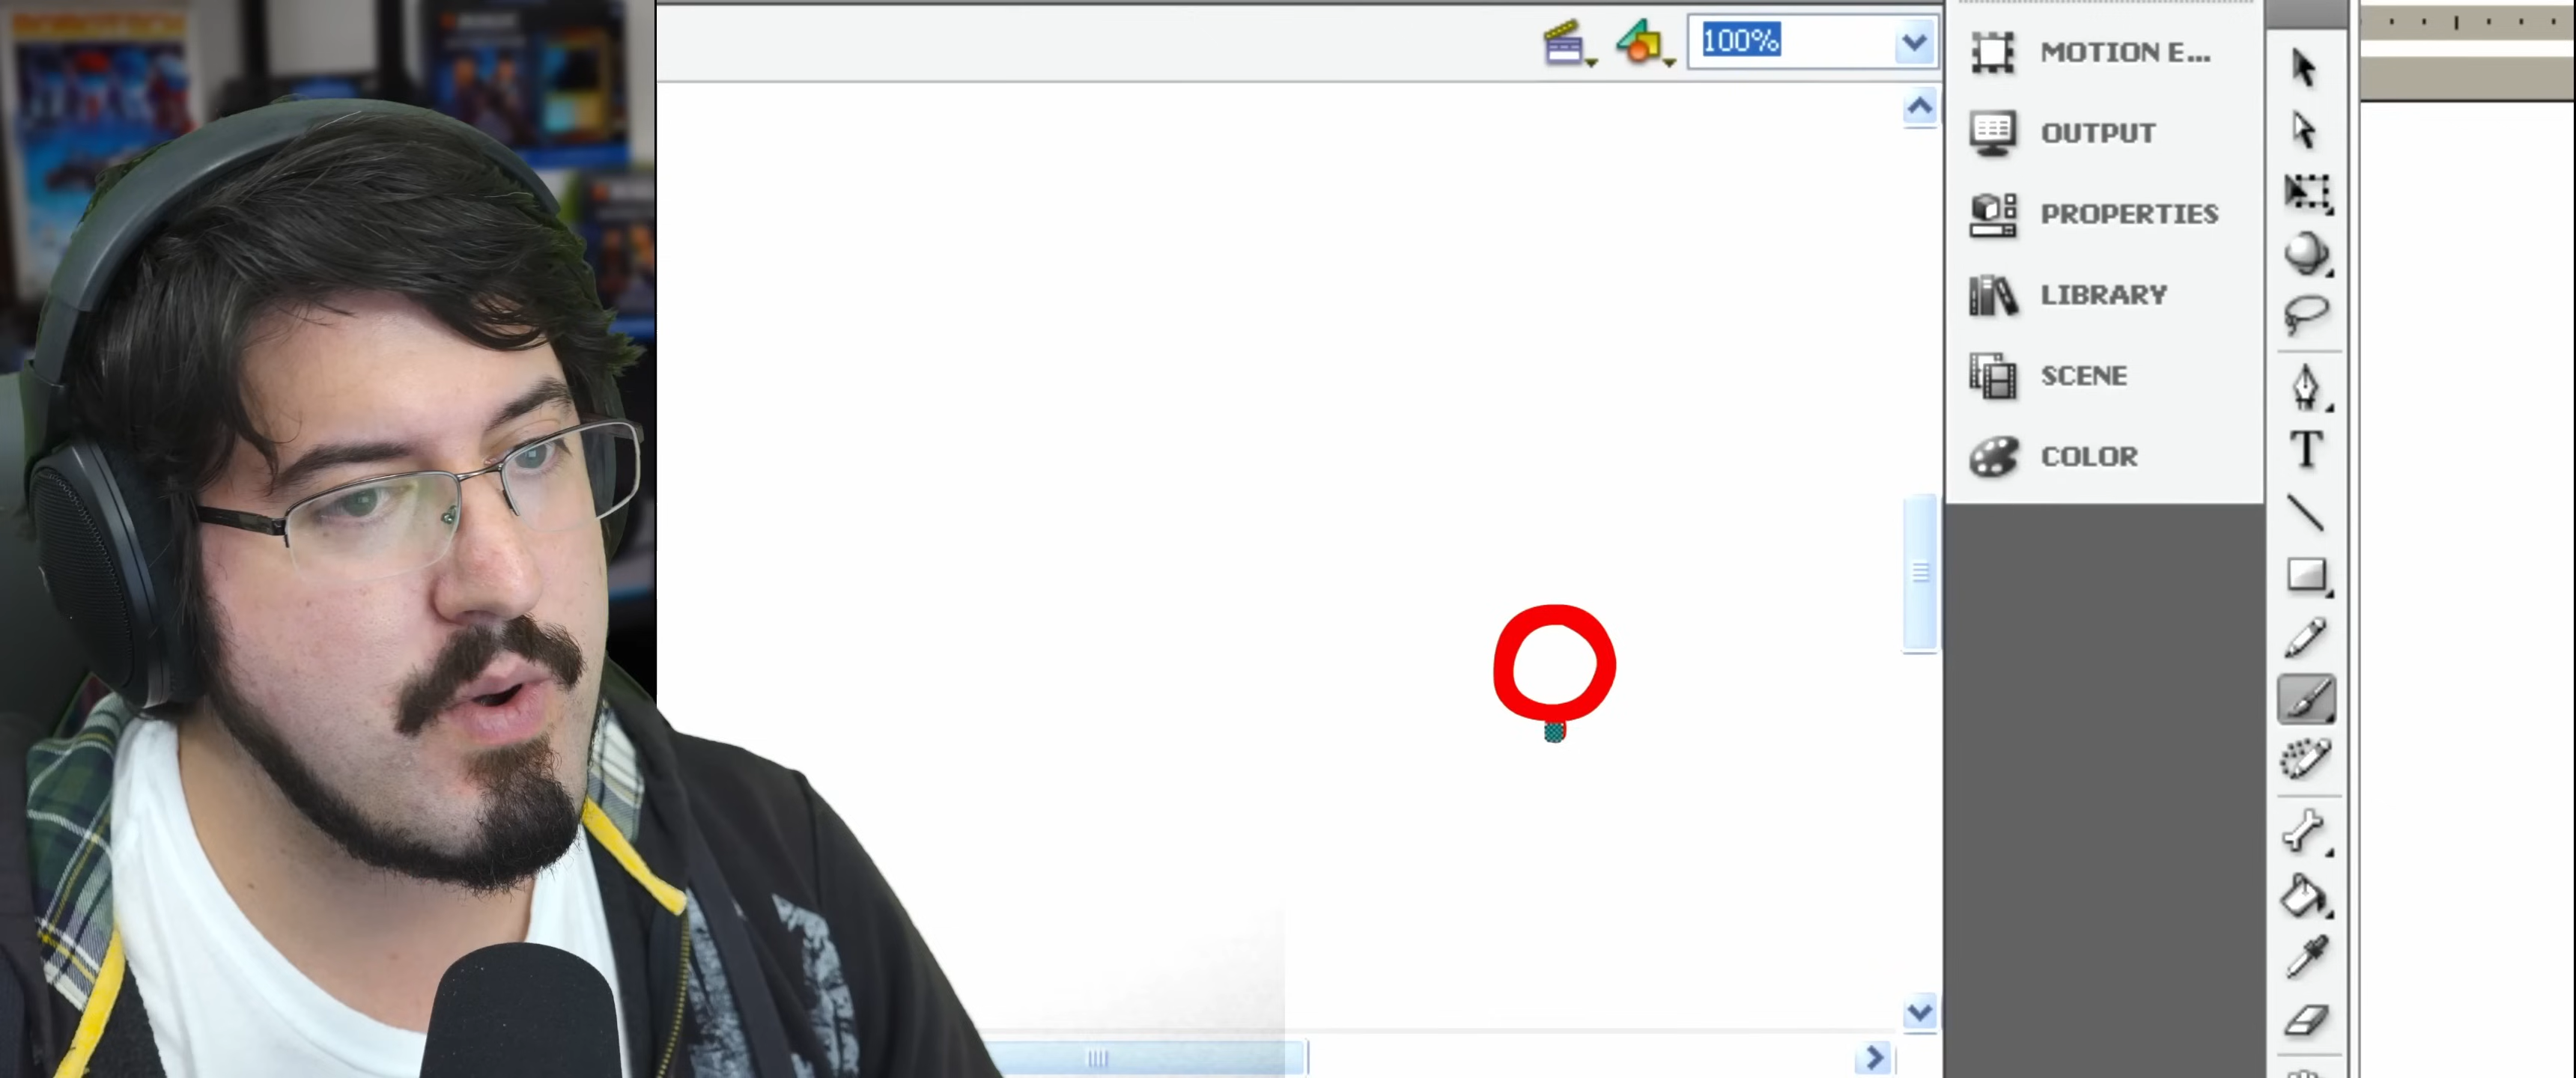 100%
MOTION E...
OUTPUT
PROPERTIES
LIBRARY
SCENE
COLOR
T